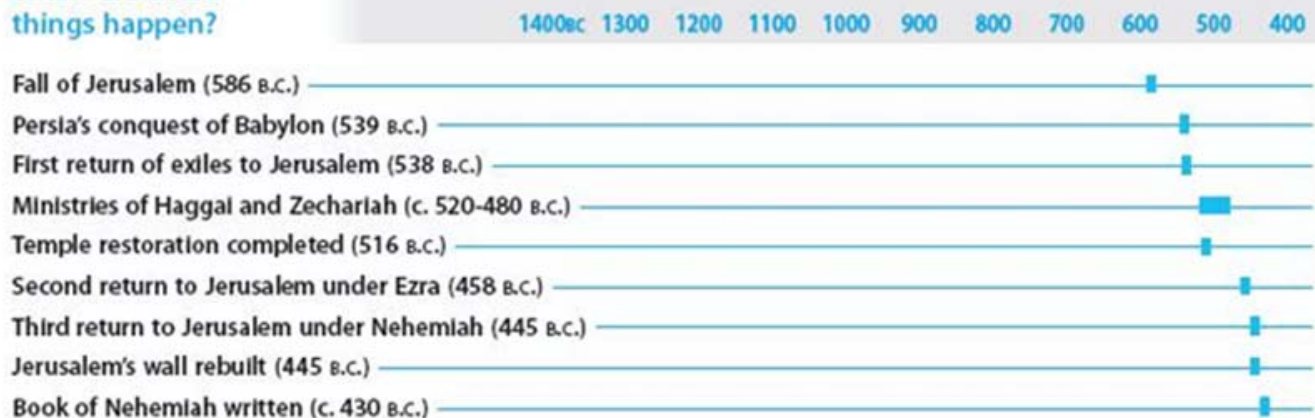 things happen? 1400BC 1300 1200 1100 1000 900 800 700 600 500 400
Fall of Jerusalem (586 B.C.)
Persia's conquest of Babylon (539 B.C.)
First return of exiles to Jerusalem (538 B.C.)
Ministries of Haggai and Zechariah (c. 520-480 B.C.)
Temple restoration completed (516 B.C.)
Second return to Jerusalem under Ezra (458 B.C.)
Third return to Jerusalem under Nehemiah (445 B.C.)
Jerusalem's wall rebuilt (445 B.C.)
Book of Nehemiah written (c. 430 B.C.)